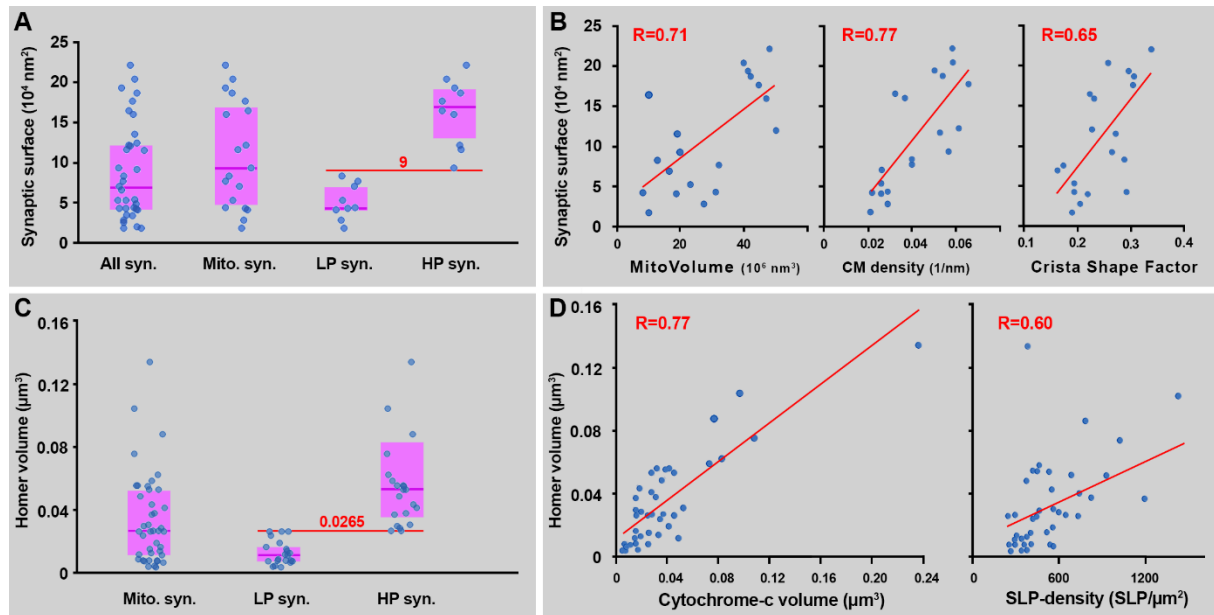 A
Synaptic surface (10⁴ nm²)
25
20
15
10
5
0
All syn.
Mito. syn.
LP syn.
HP syn.
9
B
Synaptic surface (10⁴ nm²)
25
20
15
10
5
0
R=0.71
0
20
40
60
MitoVolume (10⁶ nm³)
R=0.77
0
0.02
0.04
0.06
CM density (1/nm)
R=0.65
0.1
0.2
0.3
0.4
Crista Shape Factor
C
Homer volume (µm³)
0.16
0.12
0.08
0.04
0
Mito. syn.
LP syn.
HP syn.
0.0265
D
Homer volume (µm³)
0.16
0.12
0.08
0.04
0
R=0.77
0
0.04
0.08
0.12
0.16
0.20
0.24
Cytochrome-c volume (µm³)
R=0.60
0
400
800
1200
SLP-density (SLP/µm²)